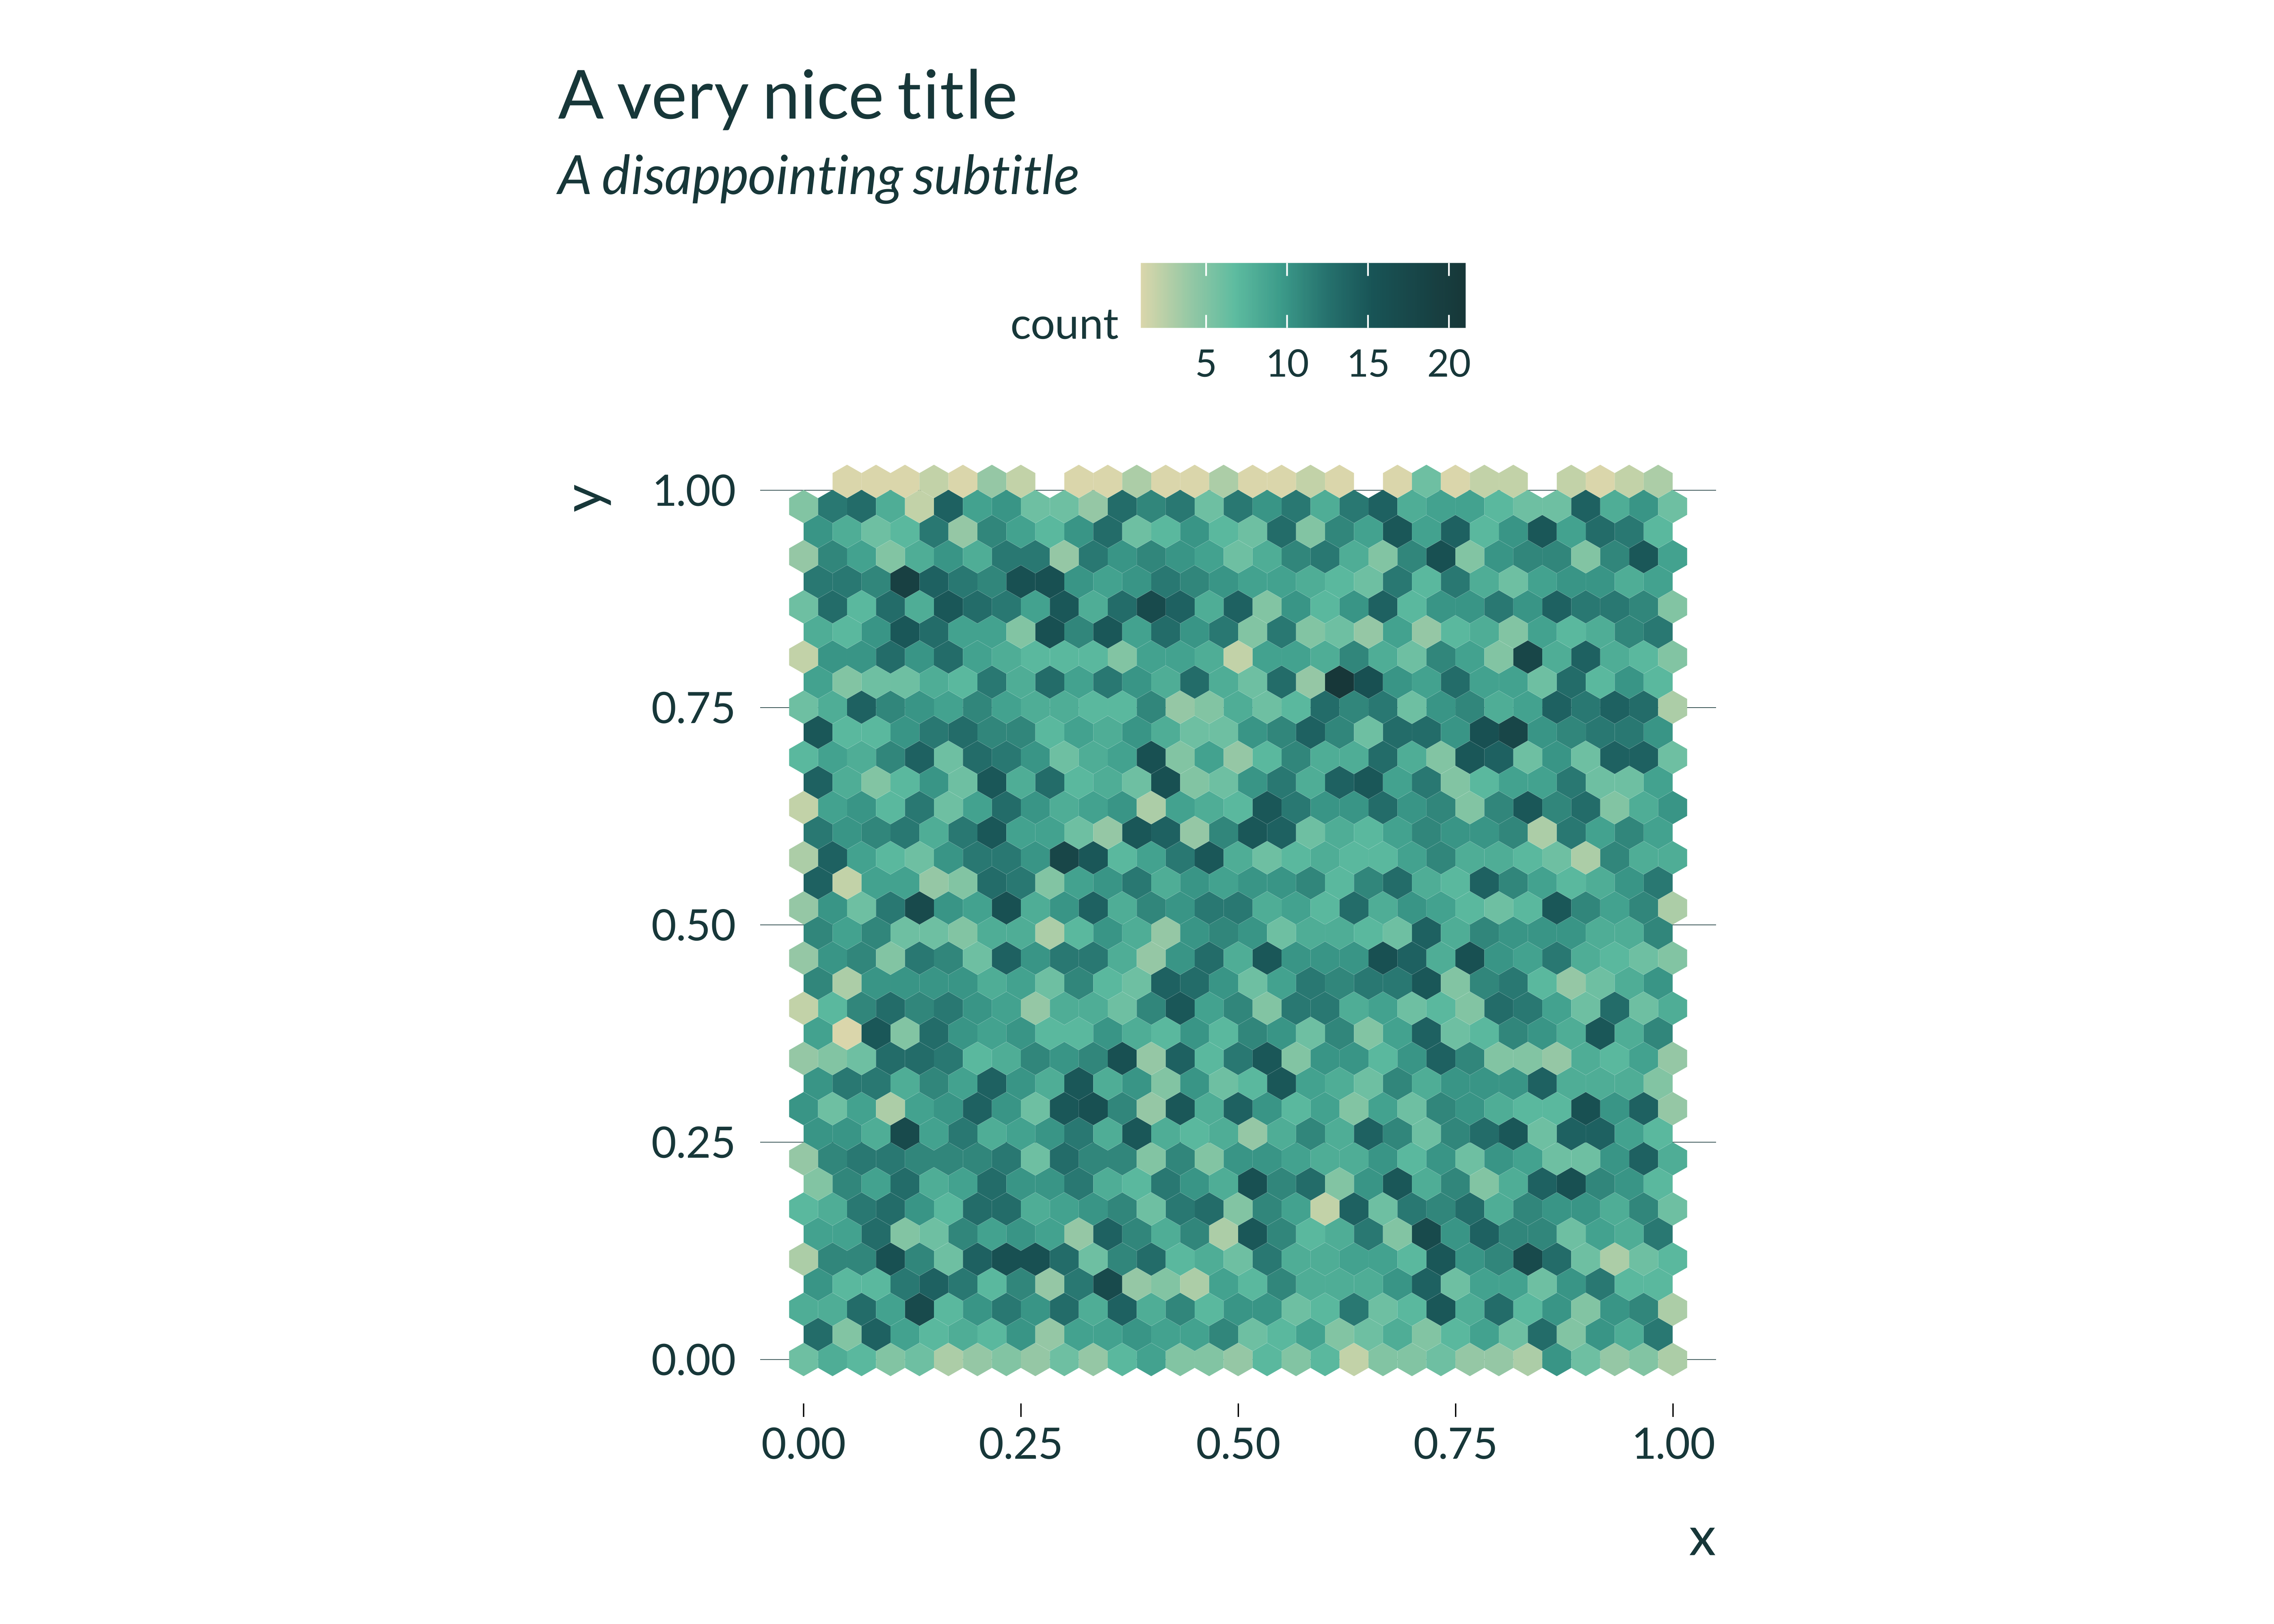 A very nice title
A disappointing subtitle
count
5 10 15 20
y
1.00
0.75
0.50
0.25
0.00
0.00 0.25 0.50 0.75 1.00
x